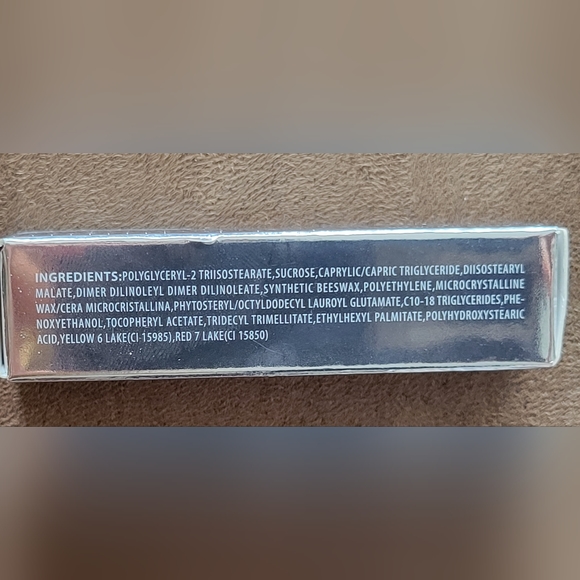 INGREDIENTS:POLYGLYCERYL-2 TRIISOSTEARATE,SUCROSE,CAPRYLIC/CAPRIC TRIGLYCERIDE,DIISOSTEARYL
MALATE,DIMER DILINOLEYL DIMER DILINOLEATE,SYNTHETIC BEESWAX,POLYETHYLENE,MICROCRYSTALLINE
WAX/CERA MICROCRISTALLINA,PHYTOSTERYL/OCTYLDODECYL LAUROYL GLUTAMATE,C10-18 TRIGLYCERIDES,PHE-
NOXYETHANOL,TOCOPHERYL ACETATE,TRIDECYL TRIMELLITATE,ETHYLHEXYL PALMITATE,POLYHYDROXYSTEARIC
ACID,YELLOW 6 LAKE(CI 15985),RED 7 LAKE(CI 15850)